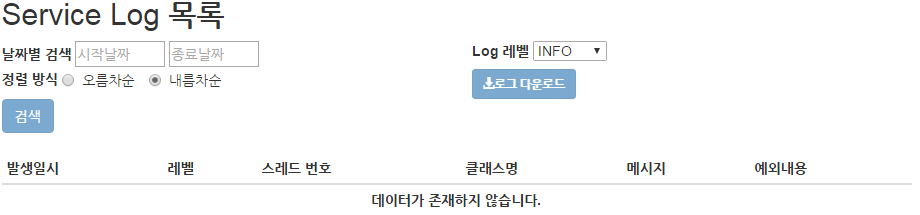 Service Log 목록
날짜별 검색 시작날짜 종료날짜 Log 레벨 INFO
정렬 방식 오름차순 내름차순 로그 다운로드
검색
발생일시 레벨 스레드 번호 클래스명 메시지 예외내용
데이터가 존재하지 않습니다.